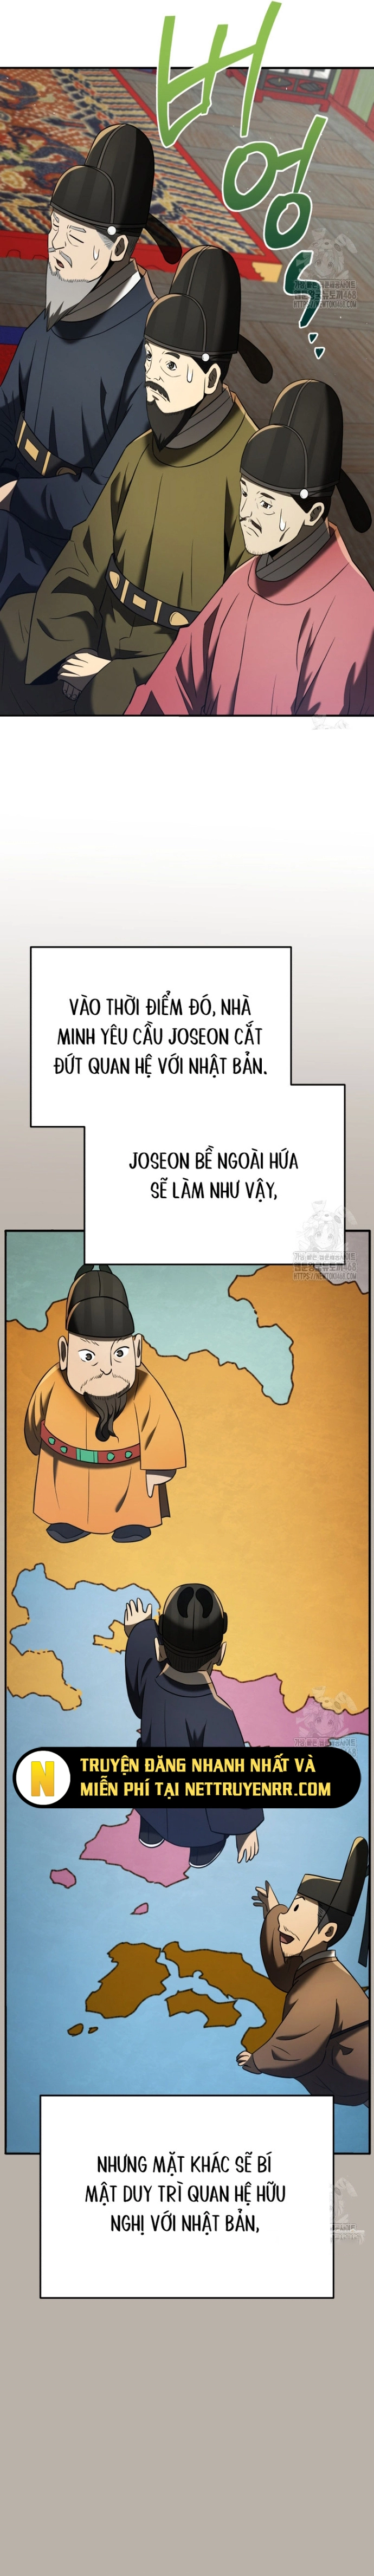 벙
VÀO THỜI ĐIỂM ĐÓ, NHÀ
MINH YÊU CẦU JOSEON CẮT
ĐỨT QUAN HỆ VỚI NHẬT BẢN.
JOSEON BỀ NGOÀI HỨA
SẼ LÀM NHƯ VẬY,
N
TRUYỆN ĐĂNG NHANH NHẤT VÀ
MIỄN PHÍ TẠI NETTRUYENRR.COM
NHƯNG MẶT KHÁC SẼ BÍ
MẬT DUY TRÌ QUAN HỆ HỮU
NGHỊ VỚI NHẬT BẢN,